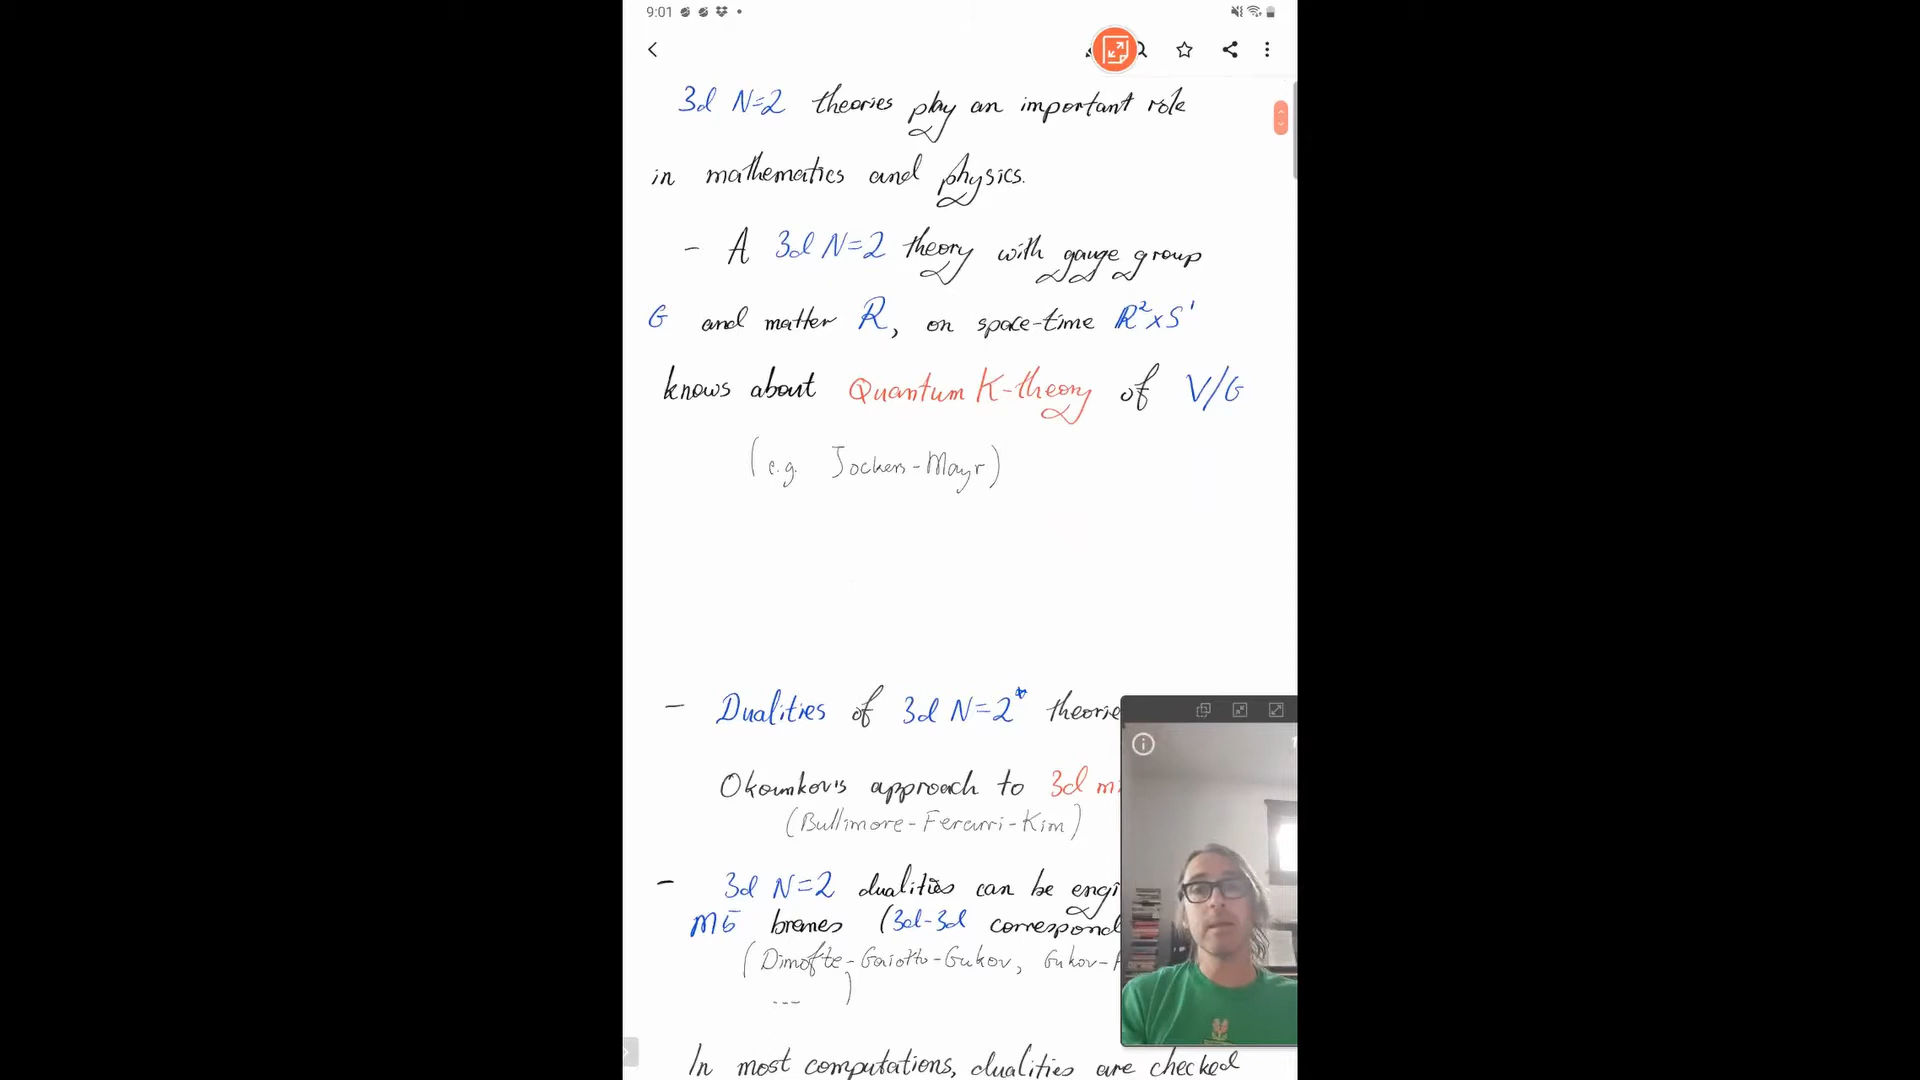 9:01
3d N=2 theories play an important role
in mathematics and physics.
- A 3d N=2 theory with gauge group
G and matter R, on space-time R²xS¹
knows about Quantum K-theory of V/G
(e.g. Jockers-Mayr)
- Dualities of 3d N=2* theorie
Okounkov's approach to 3d m
(Bullimore-Ferarri-Kim)
- 3d N=2 dualities can be engi
M5 branes (3d-3d correspond
(Dimofte-Gaiotto-Gukov, Gukov-
--- )
In most computations, dualities are checked